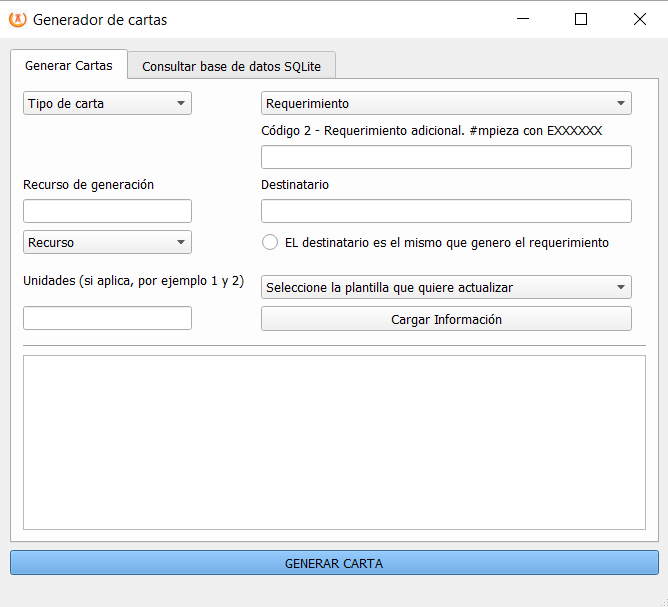 Generador de cartas
Generar Cartas
Consultar base de datos SQLite
Tipo de carta
Requerimiento
Código 2 - Requerimiento adicional. #mpieza con EXXXXXX
Recurso de generación
Destinatario
Recurso
EL destinatario es el mismo que genero el requerimiento
Unidades (si aplica, por ejemplo 1 y 2)
Seleccione la plantilla que quiere actualizar
Cargar Información
GENERAR CARTA